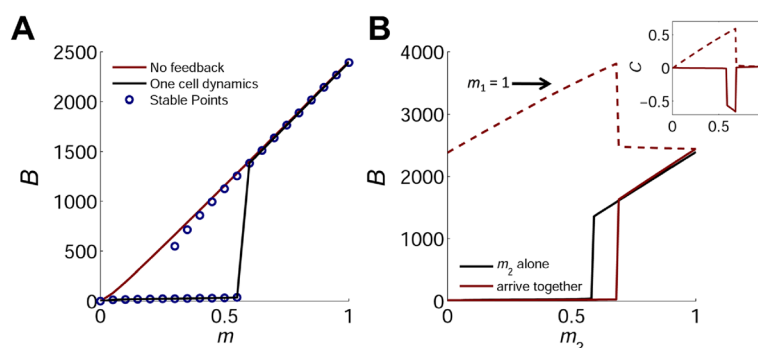 A
B
2500
2000
1500
1000
500
0
0
0.5
1
m
No feedback
One cell dynamics
Stable Points
B
B
4000
3000
2000
1000
0
0
0.5
1
m2
m1 = 1
m2 alone
arrive together
C
0.5
0
−0.5
0
0.5